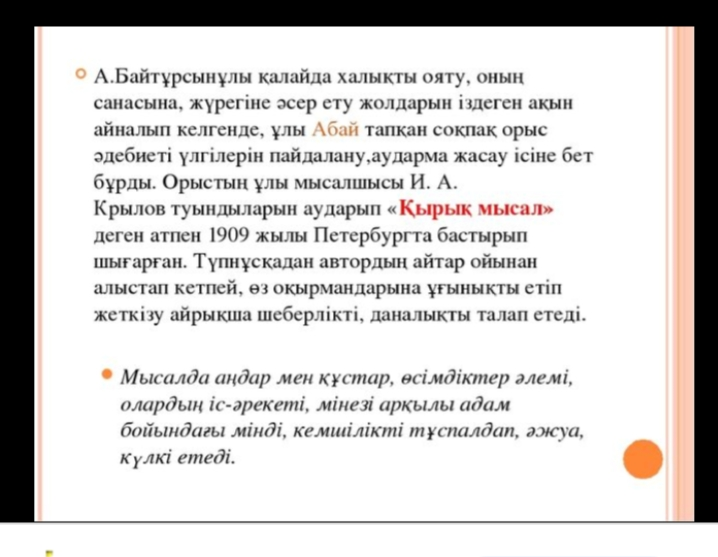 А.Байтұрсынұлы қалайда халықты ояту, оның
санасына, жүрегіне әсер ету жолдарын іздеген ақын
айналып келгенде, ұлы Абай тапқан соқпақ орыс
әдебиеті үлгілерін пайдалану,аударма жасау ісіне бет
бұрды. Орыстың ұлы мысалшысы И. А.
Крылов туындыларын аударып «Қырық мысал»
деген атпен 1909 жылы Петербургта бастырып
шығарған. Түпнұсқадан автордың айтар ойынан
алыстап кетпей, өз оқырмандарына ұғынықты етіп
жеткізу айрықша шеберлікті, даналықты талап етеді.
Мысалда аңдар мен құстар, өсімдіктер әлемі,
олардың іс-әрекеті, мінезі арқылы адам
бойындағы мінді, кемшілікті тұспалдап, әжуа,
күлкі етеді.